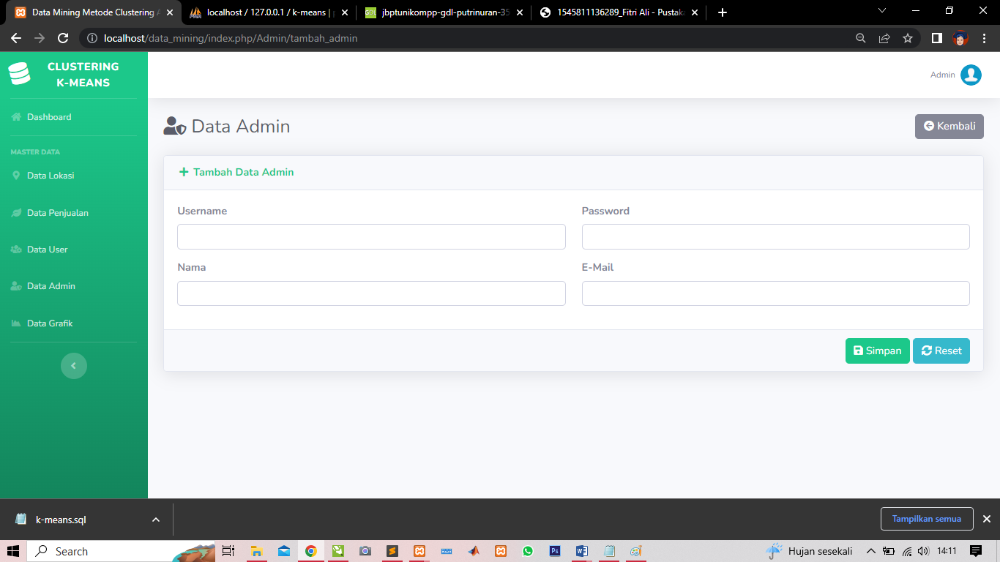 Data Mining Metode Clustering
localhost / 127.0.0.1 / k-means |
jbptunikompp-gdl-putrinuran-35
1545811136289_Fitri Ali - Pustaka
localhost/data_mining/index.php/Admin/tambah_admin
CLUSTERING
K-MEANS
Admin
Dashboard
Data Admin
Kembali
MASTER DATA
Data Lokasi
Data Penjualan
Data User
Data Admin
Data Grafik
Tambah Data Admin
Username
Password
Nama
E-Mail
Simpan
Reset
k-means.sql
Tampilkan semua
Search
Ps
Hujan sesekali
14:11